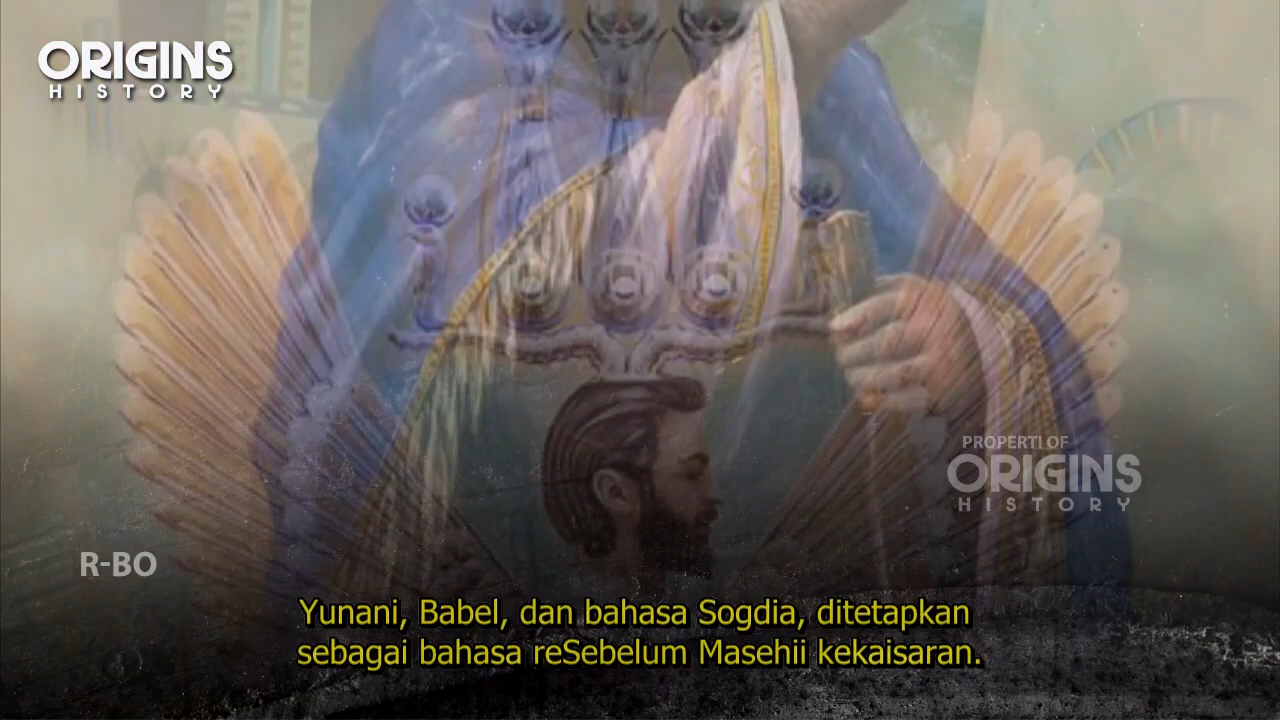 ORIGINS
HISTORY
PROPERTI OF
ORIGINS
HISTORY
R-BO
Yunani, Babel, dan bahasa Sogdia, ditetapkan
sebagai bahasa reSebelum Masehii kekaisaran.